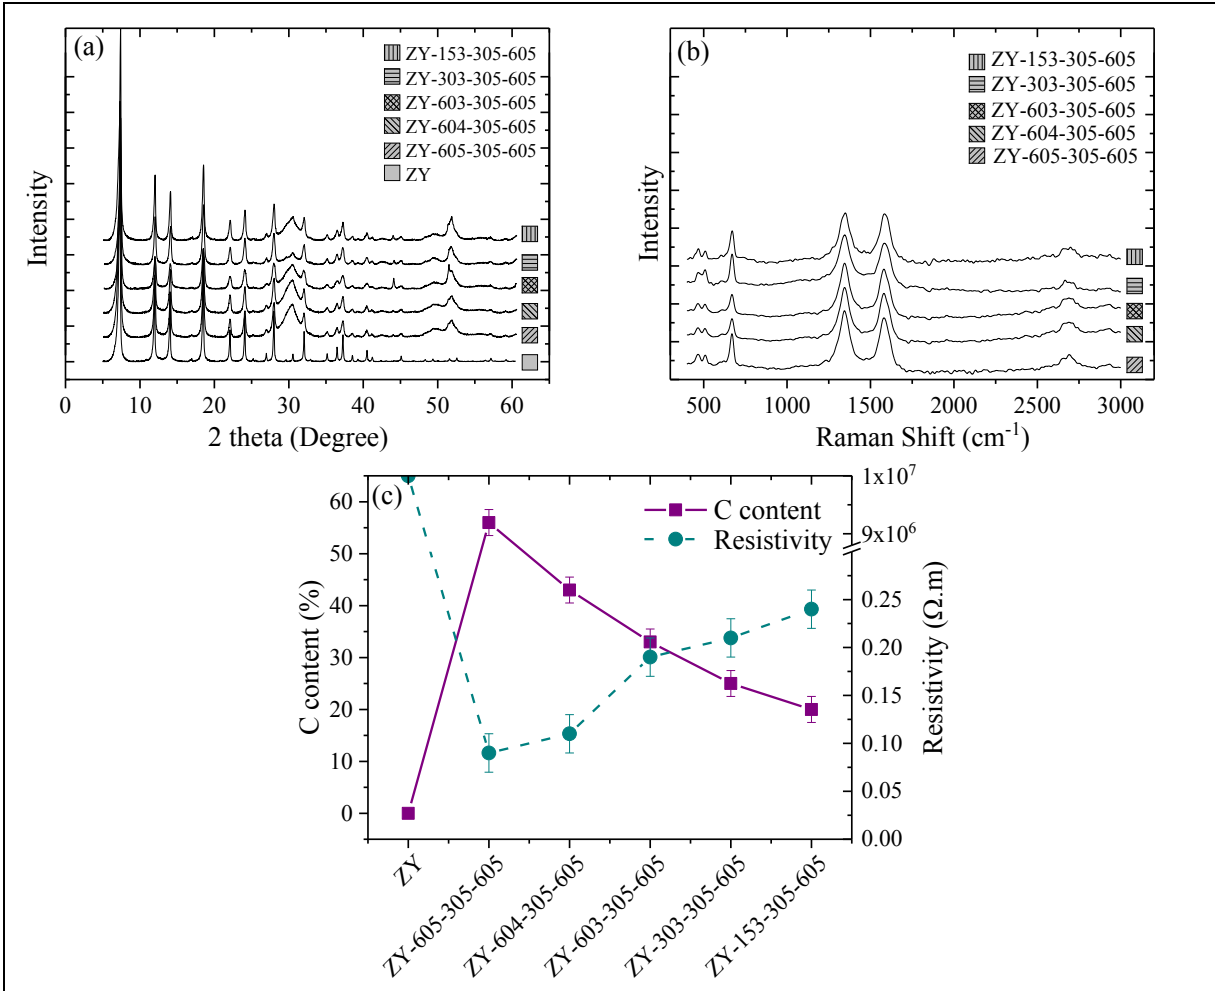 (a)
ZY-153-305-605
ZY-303-305-605
ZY-603-305-605
ZY-604-305-605
ZY-605-305-605
ZY
Intensity
0 10 20 30 40 50 60
2 theta (Degree)
(b)
ZY-153-305-605
ZY-303-305-605
ZY-603-305-605
ZY-604-305-605
ZY-605-305-605
Intensity
500 1000 1500 2000 2500 3000
Raman Shift (cm⁻¹)
(c)
C content
Resistivity
60
50
40
30
20
10
0
C content (%)
1x10⁷
9x10⁶
0.25
0.20
0.15
0.10
0.05
0.00
Resistivity (Ω.m)
ZY
ZY-605-305-605
ZY-604-305-605
ZY-603-305-605
ZY-303-305-605
ZY-153-305-605